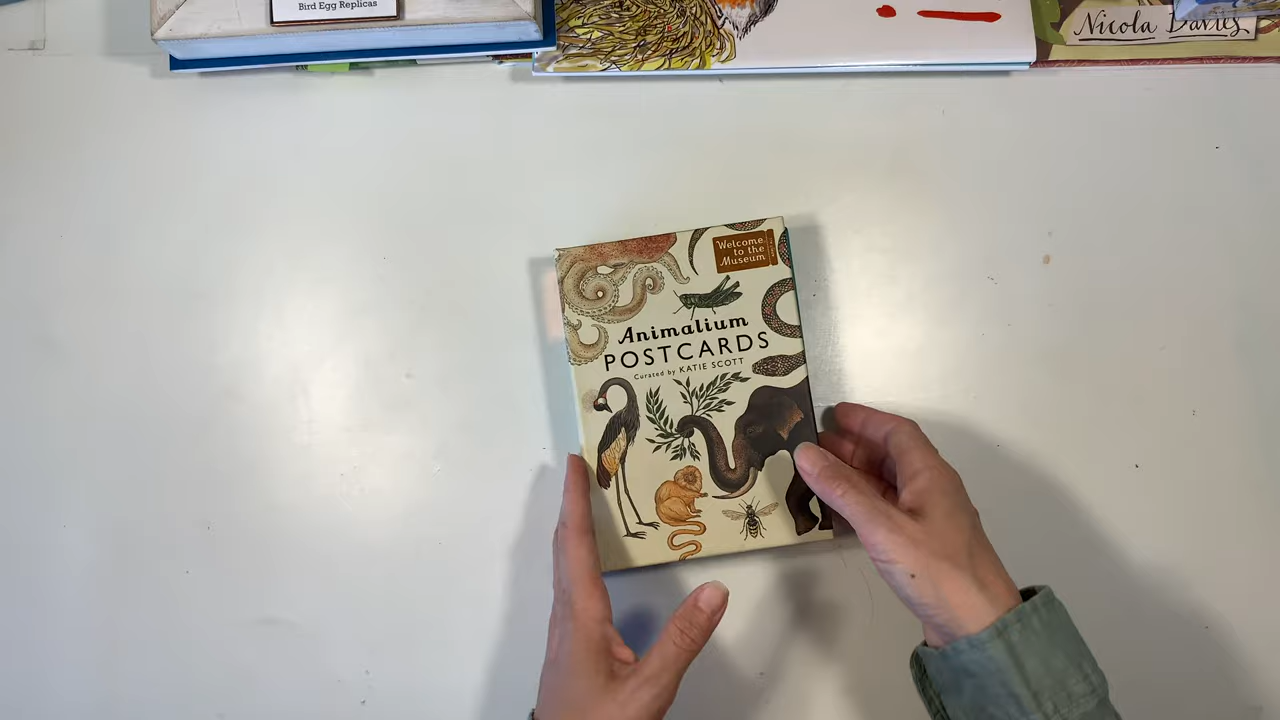 Bird Egg Replicas
Nicola Davies
Welcome
to the
Museum
Animalium
POSTCARDS
Curated by KATIE SCOTT